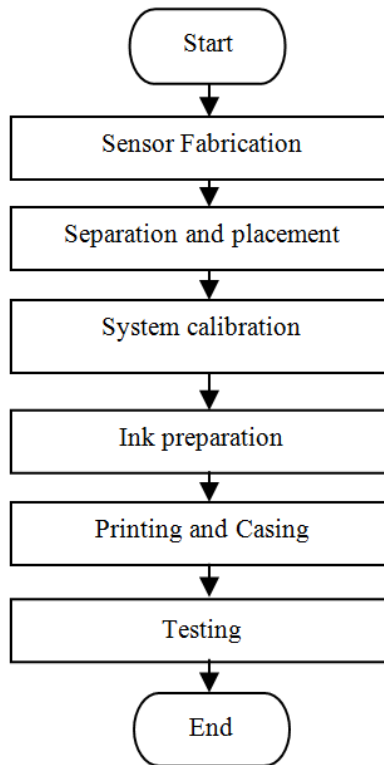 Start
Sensor Fabrication
Separation and placement
System calibration
Ink preparation
Printing and Casing
Testing
End